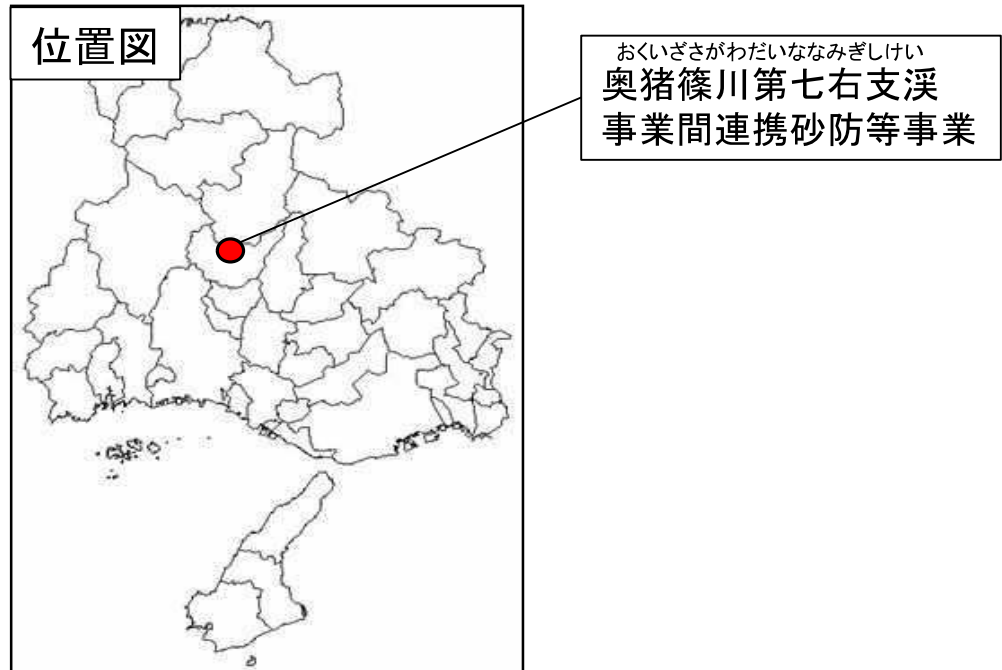 位置図
おくいざさがわだいななみぎしけい
奥猪篠川第七右支渓
事業間連携砂防等事業